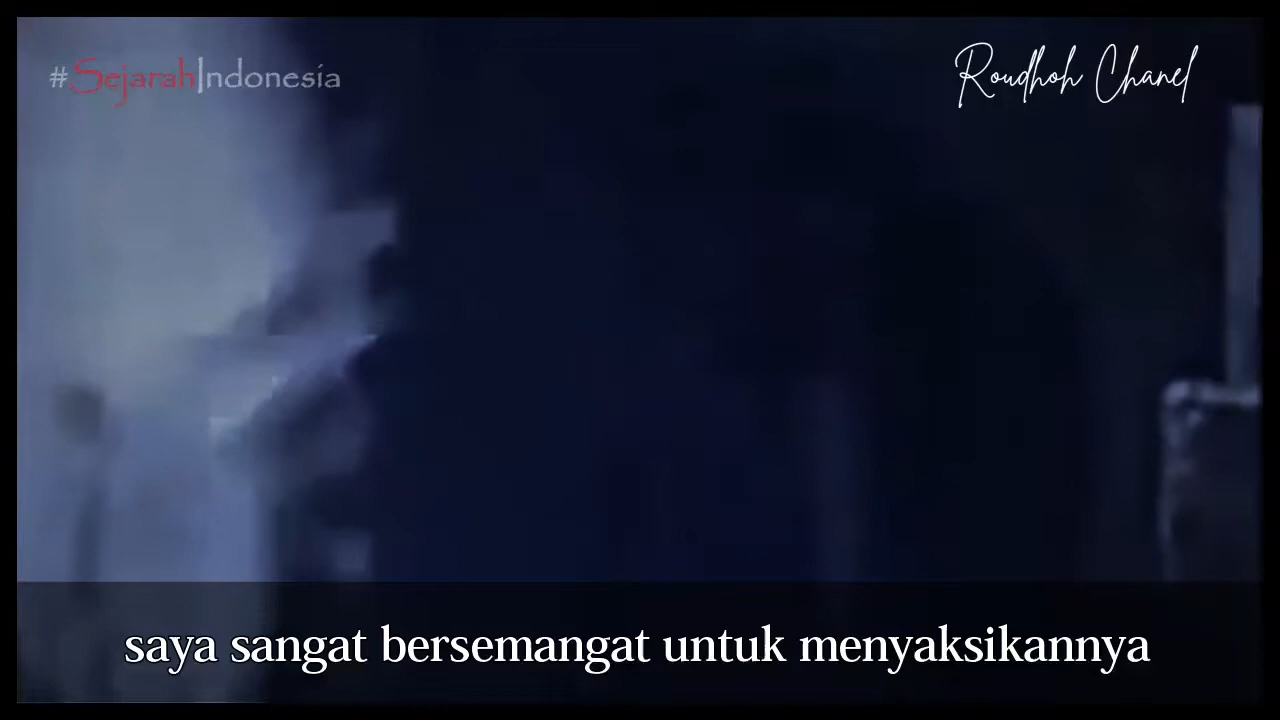 #SejarahIndonesia
Roudhoh Chanel
saya sangat bersemangat untuk menyaksikannya